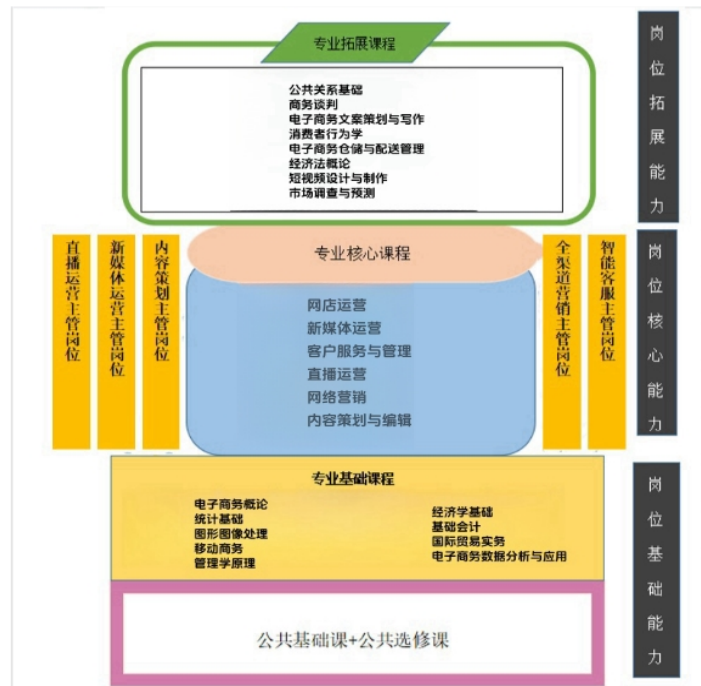 专业拓展课程
公共关系基础
商务谈判
电子商务文案策划与写作
消费者行为学
电子商务仓储与配送管理
经济法概论
短视频设计与制作
市场调查与预测
岗位拓展能力
直播运营主管岗位
新媒体运营主管岗位
内容策划主管岗位
专业核心课程
网店运营
新媒体运营
客户服务与管理
直播运营
网络营销
内容策划与编辑
全渠道营销主管岗位
智能客服主管岗位
岗位核心能力
专业基础课程
电子商务概论
统计基础
图形图像处理
移动商务
管理学原理
经济学基础
基础会计
国际贸易实务
电子商务数据分析与应用
岗位基础能力
公共基础课+公共选修课